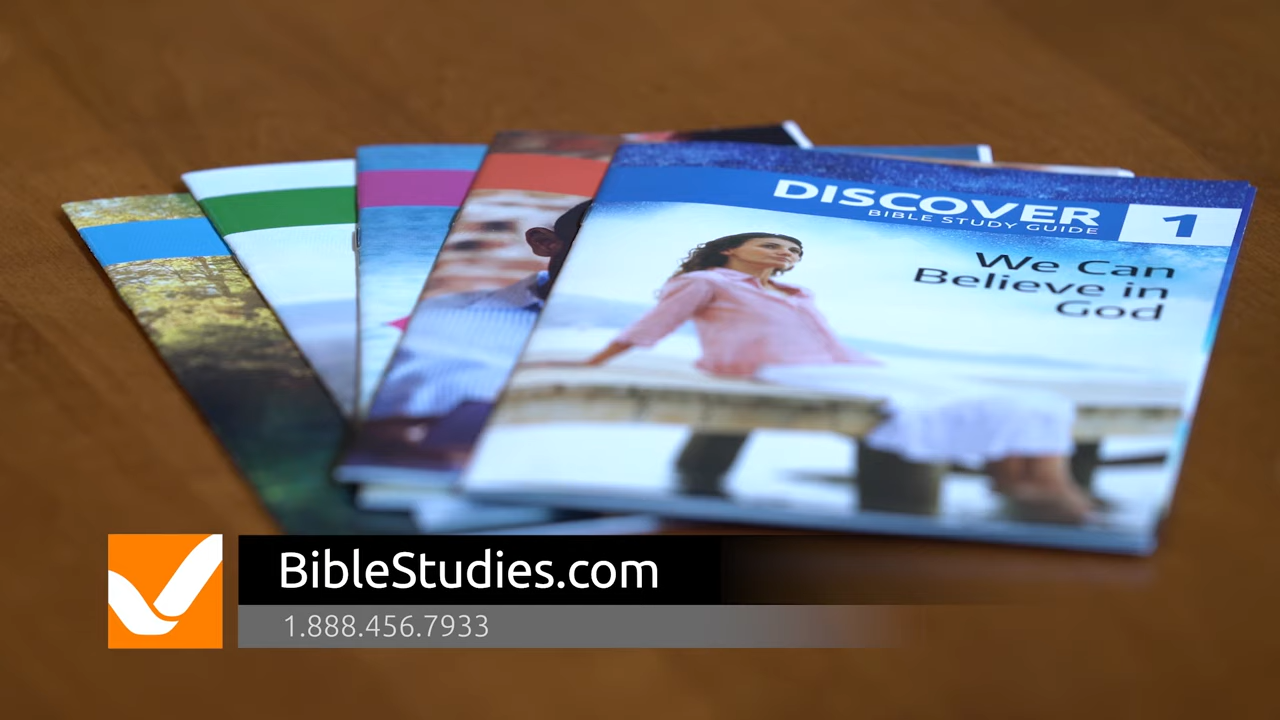 DISCOVER
BIBLE STUDY GUIDE
1
We Can
Believe in
God
BibleStudies.com
1.888.456.7933